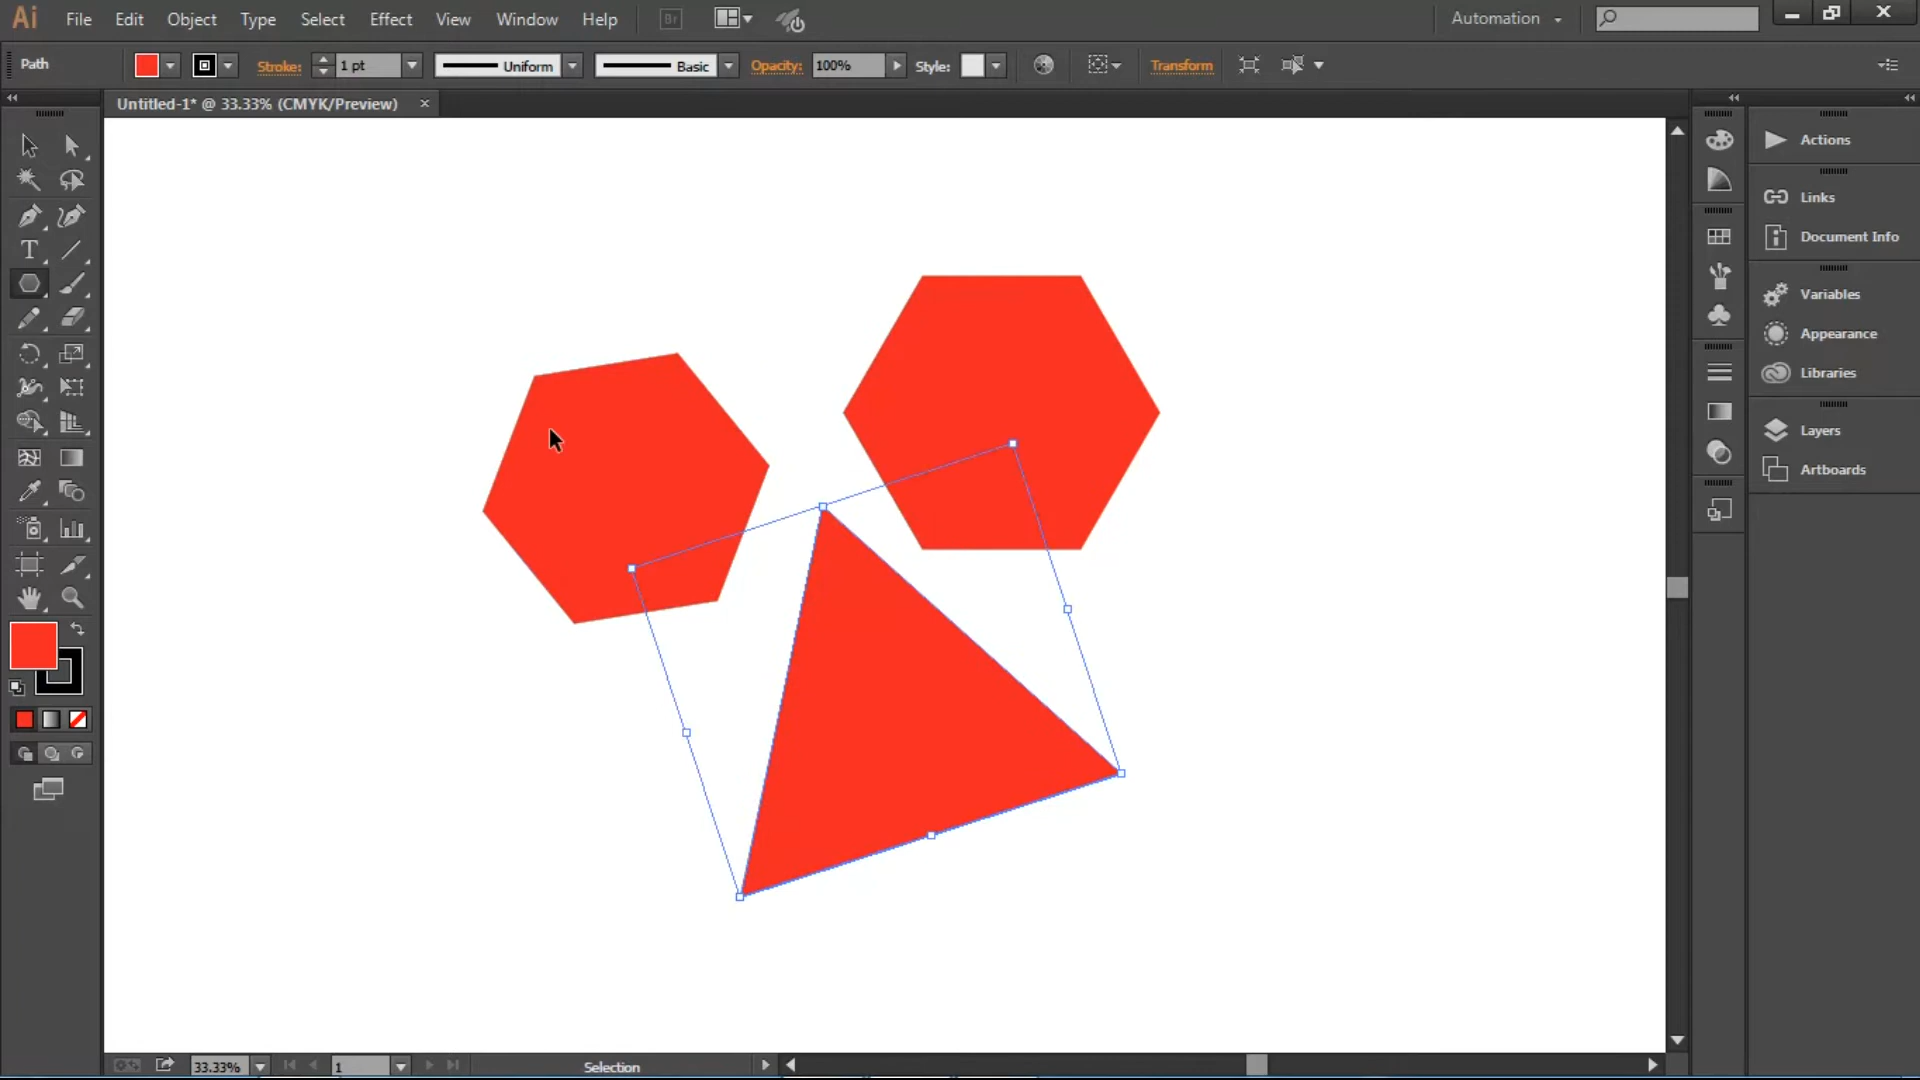 Ai File Edit Object Type Select Effect View Window Help Br Automation
Path Stroke: 1 pt Uniform Basic Opacity: 100% Style: Transform
Untitled-1* @ 33.33% (CMYK/Preview) ×
Actions
Links
Document Info
Variables
Appearance
Libraries
Layers
Artboards
33.33% 1 Selection